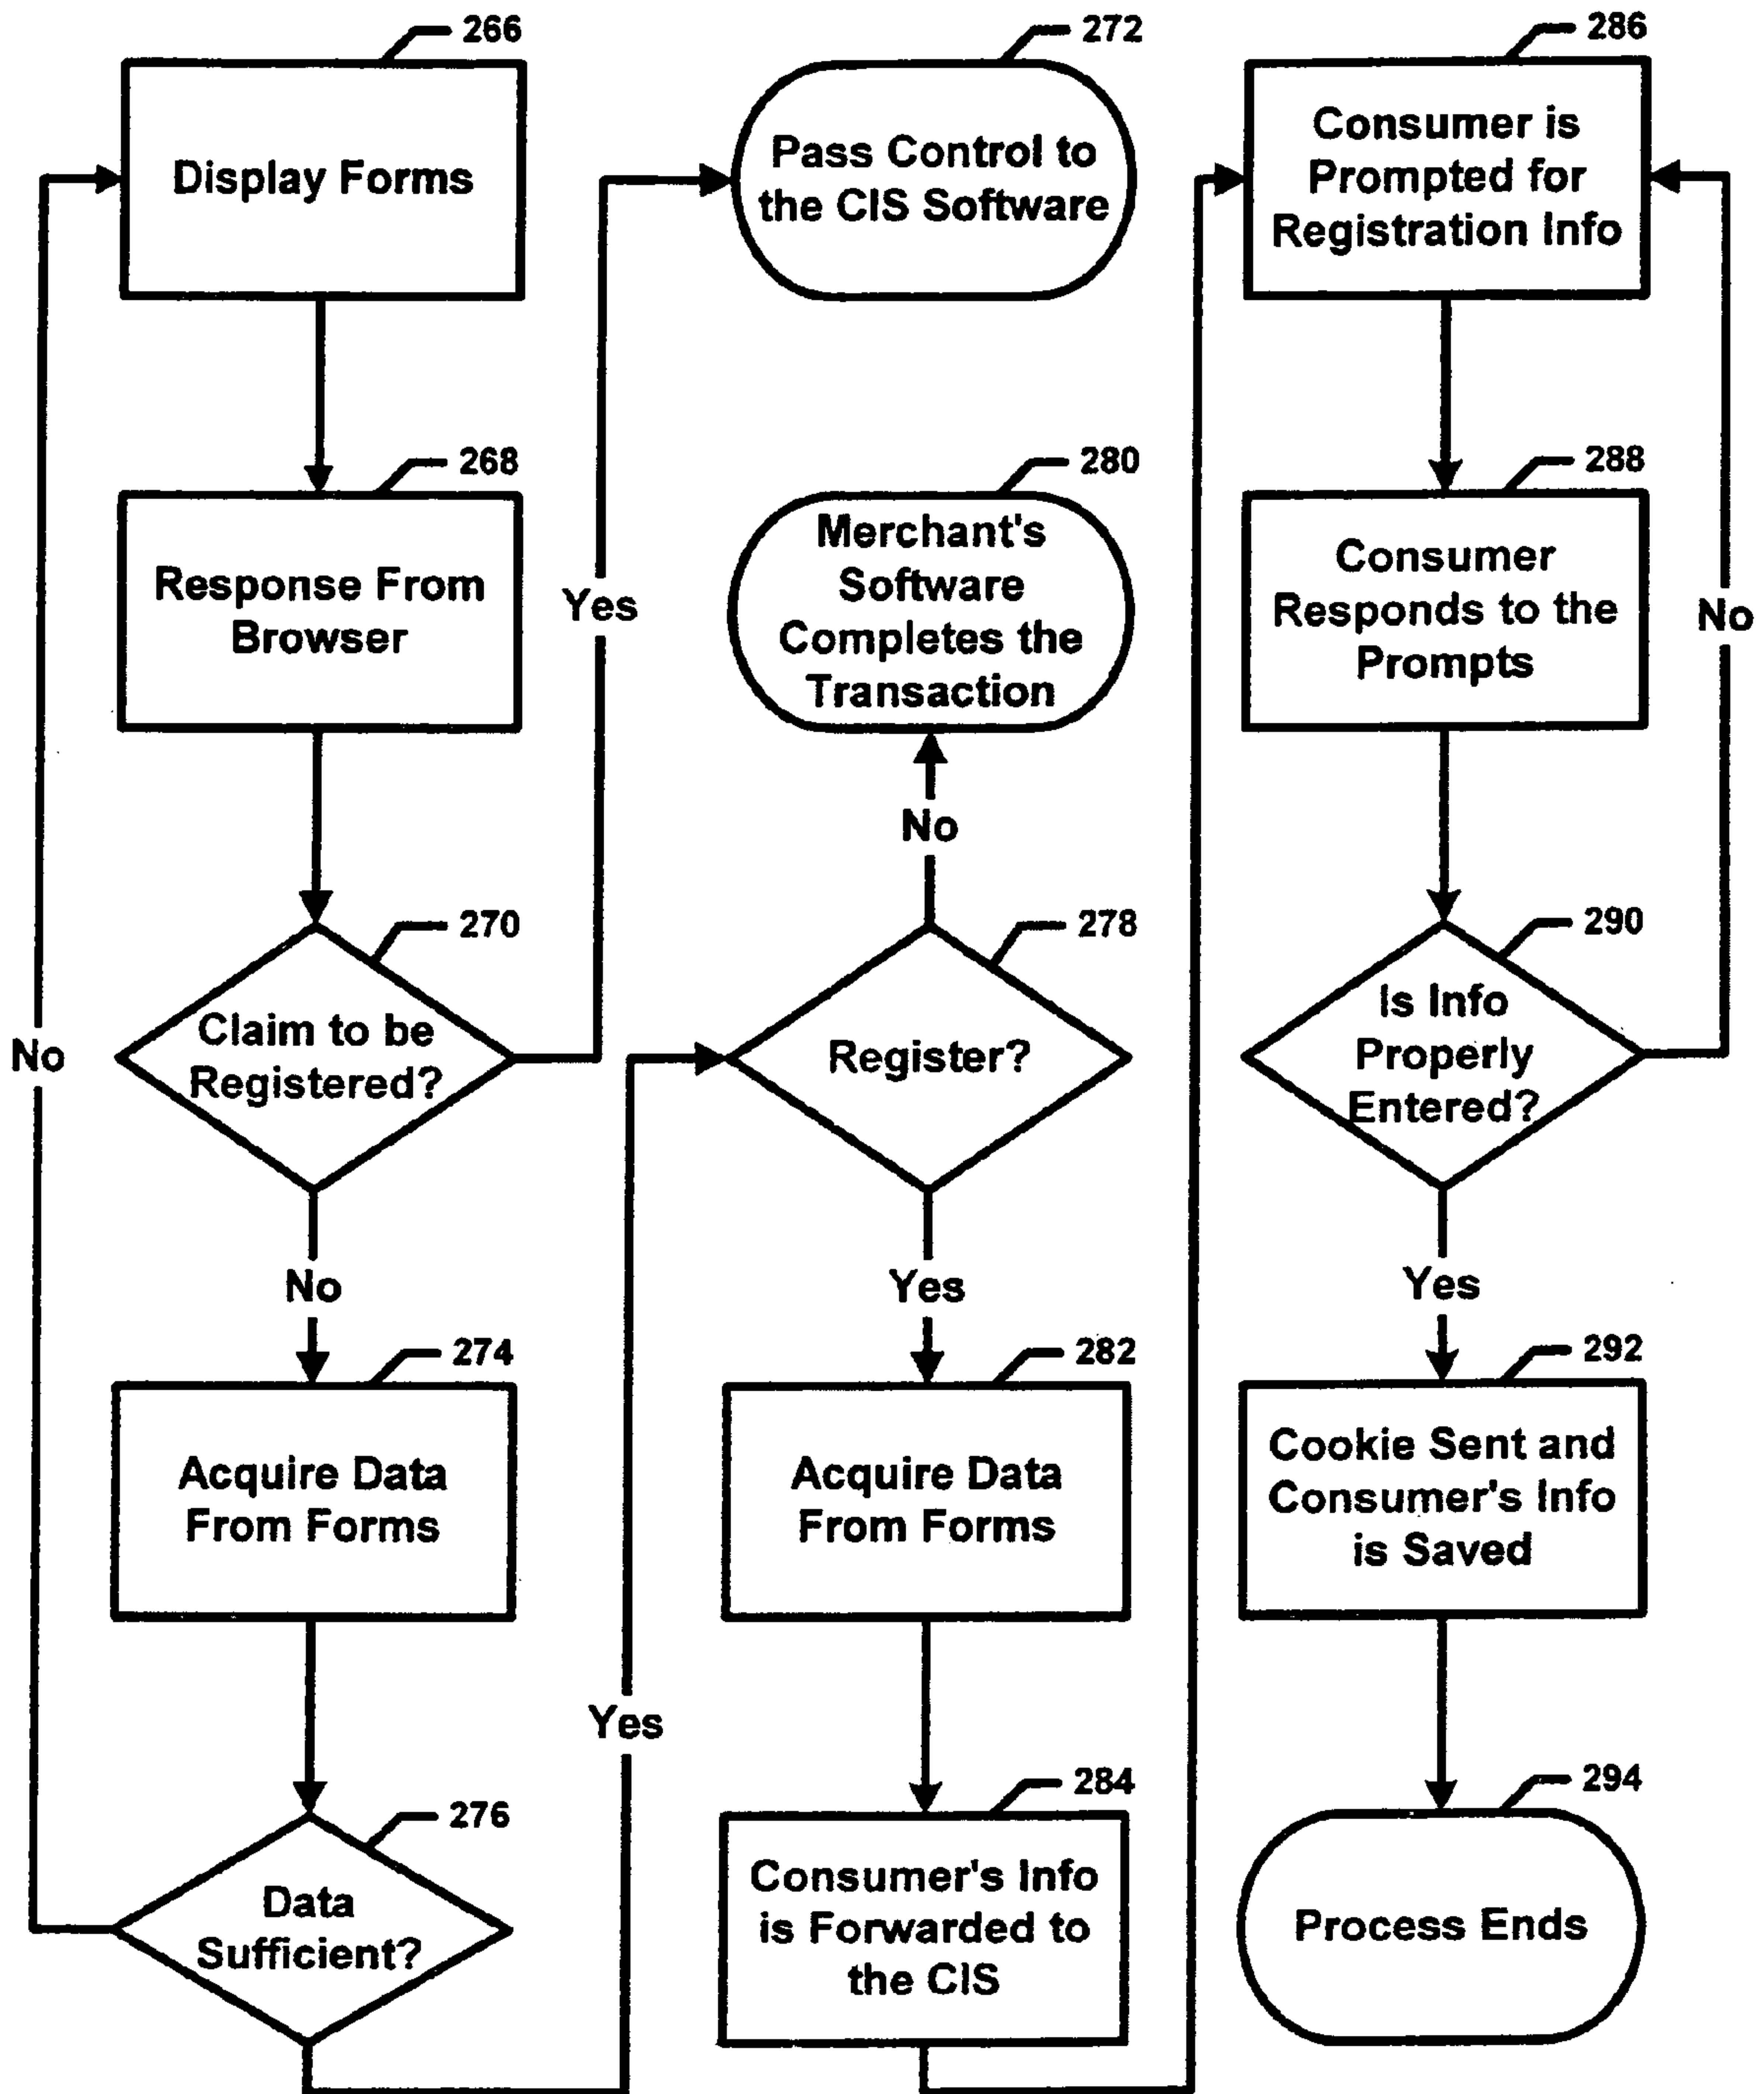 266
Display Forms
268
Response From
Browser
270
Claim to be
Registered?
No
Yes
No
274
Acquire Data
From Forms
276
Data
Sufficient?
Yes
272
Pass Control to
the CIS Software
280
Merchant's
Software
Completes the
Transaction
No
278
Register?
Yes
282
Acquire Data
From Forms
284
Consumer's Info
is Forwarded to
the CIS
286
Consumer is
Prompted for
Registration Info
288
Consumer
Responds to the
Prompts
No
290
Is Info
Properly
Entered?
Yes
292
Cookie Sent and
Consumer's Info
is Saved
294
Process Ends